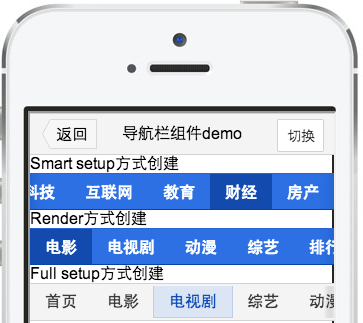 返回 导航栏组件demo 切换
Smart setup方式创建
科技 互联网 教育 财经 房产
Render方式创建
电影 电视剧 动漫 综艺 排行
Full setup方式创建
首页 电影 电视剧 综艺 动漫